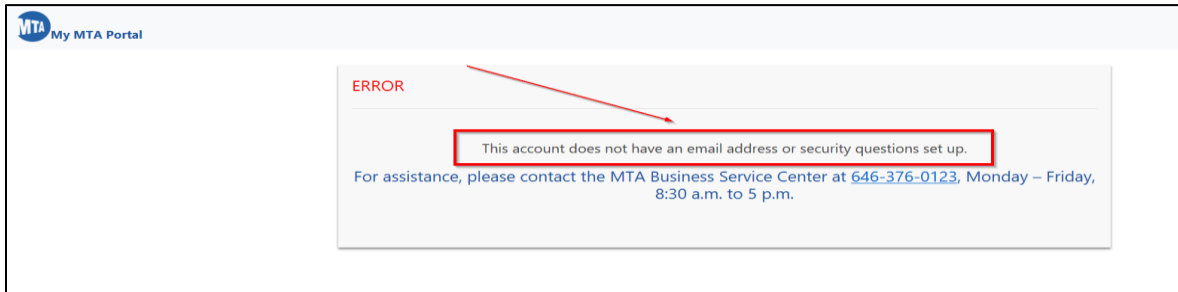 MTA My MTA Portal
ERROR
This account does not have an email address or security questions set up.
For assistance, please contact the MTA Business Service Center at 646-376-0123, Monday – Friday,
8:30 a.m. to 5 p.m.